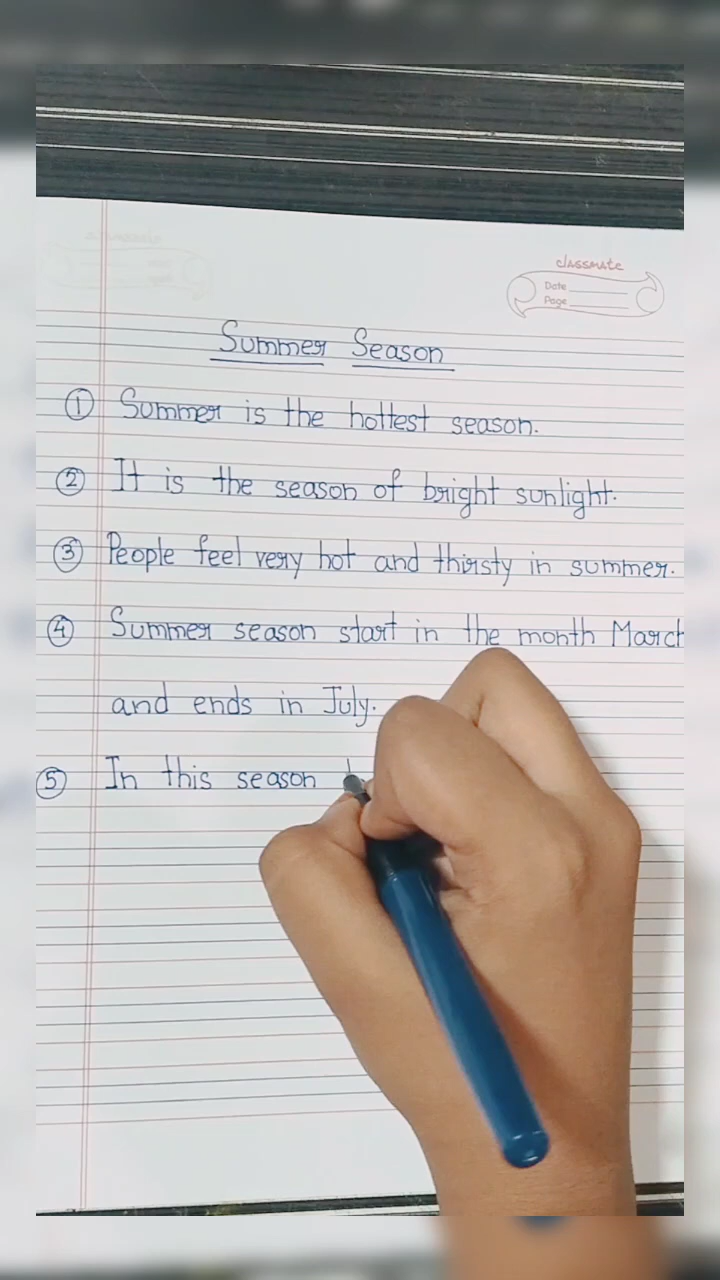 classmate
Date
Page
Summer Season
① Summer is the hottest season.
② It is the season of bright sunlight.
③ People feel very hot and thirsty in summer.
④ Summer season start in the month March
and ends in July.
⑤ In this season